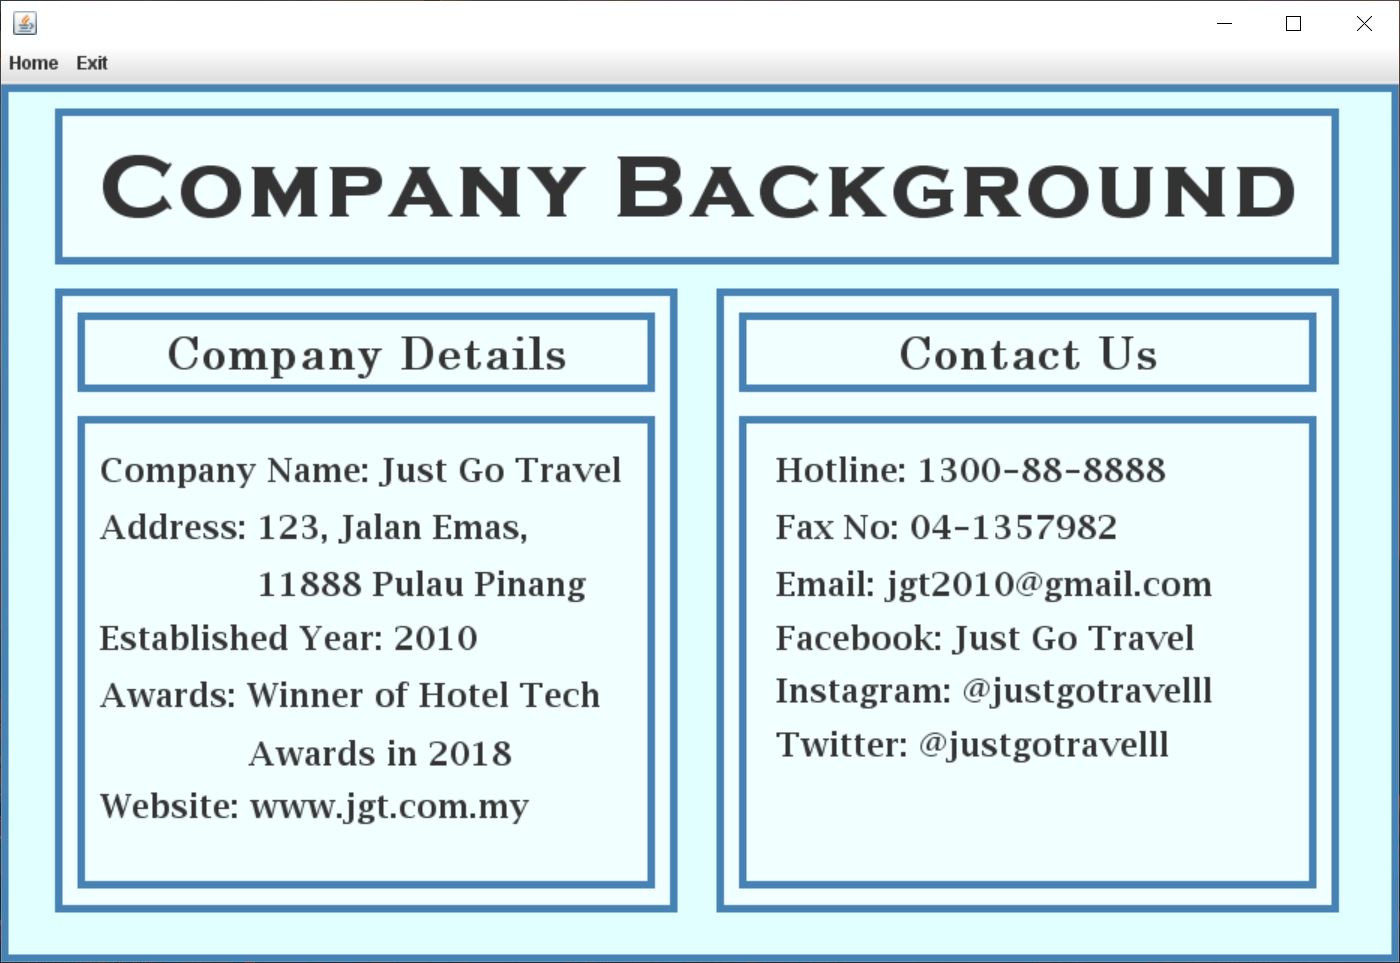 Home Exit
Company Background
Company Details
Company Name: Just Go Travel
Address: 123, Jalan Emas,
11888 Pulau Pinang
Established Year: 2010
Awards: Winner of Hotel Tech
Awards in 2018
Website: www.jgt.com.my
Contact Us
Hotline: 1300-88-8888
Fax No: 04-1357982
Email: jgt2010@gmail.com
Facebook: Just Go Travel
Instagram: @justgotravelll
Twitter: @justgotravelll